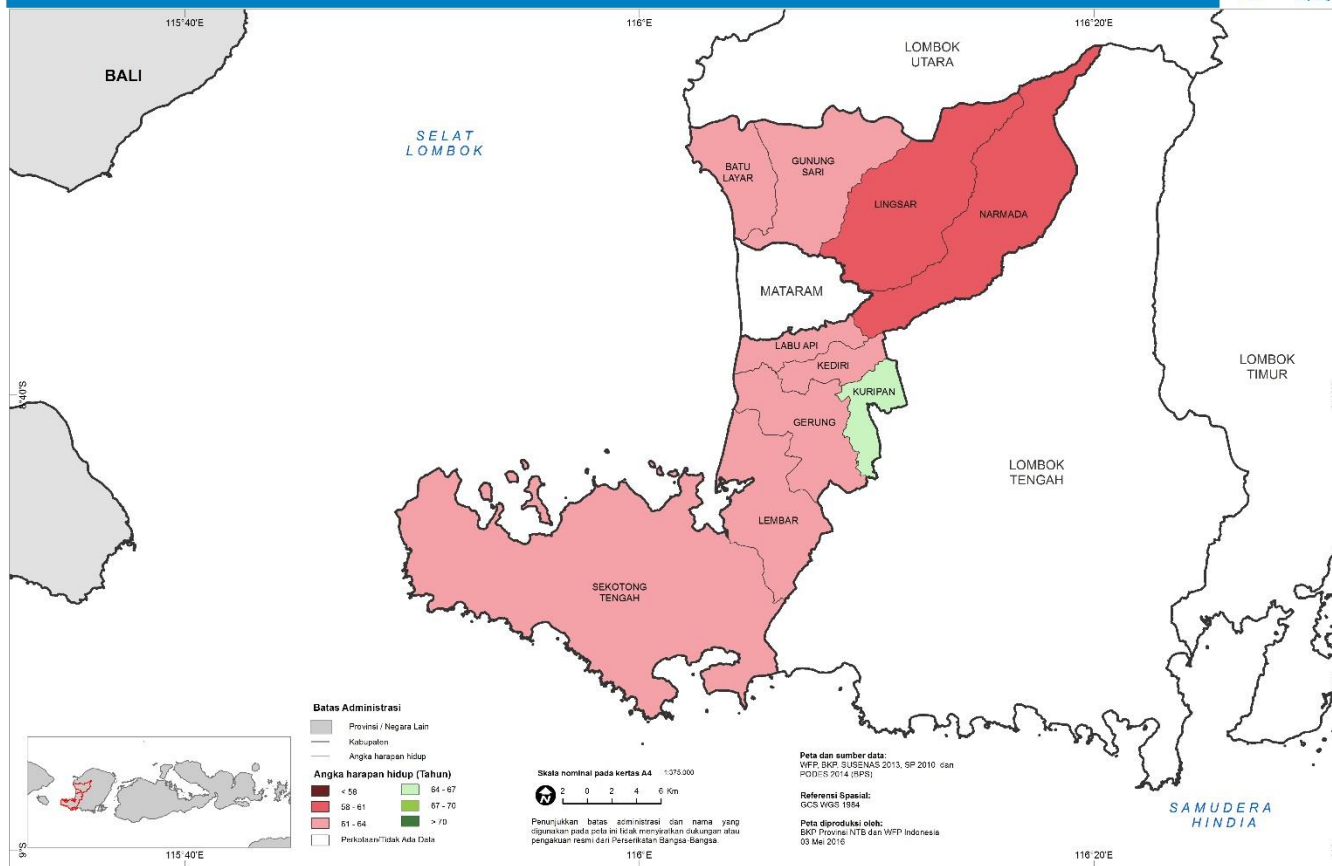 115°40'E
116°E
116°20'E
BALI
LOMBOK
UTARA
SELAT
LOMBOK
BATU
LAYAR
GUNUNG
SARI
LINGSAR
NARMADA
MATARAM
LABU API
KEDIRI
KURIPAN
GERUNG
LOMBOK
TIMUR
LOMBOK
TENGAH
LEMBAR
SEKOTONG
TENGAH
SAMUDERA
HINDIA
Batas Administrasi
Provinsi / Negara Lain
Kabupaten
Angka harapan hidup
Angka harapan hidup (Tahun)
< 58
58 - 61
61 - 64
Perkotaan/Tidak Ada Data
64 - 67
67 - 70
> 70
Skala nominal pada kertas A4 1:375.000
2 0 2 4 6 Km
Penunjukkan batas administrasi dan nama yang
digunakan pada peta ini tidak menyiratkan dukungan atau
pengakuan resmi dari Perserikatan Bangsa-Bangsa.
Peta dan sumber data:
WFP, BKP, SUSENAS 2013, SP 2010 dan
PODES 2014 (BPS)
Referensi Spasial:
GCS WGS 1984
Peta diproduksi oleh:
BKP Provinsi NTB dan WFP Indonesia
03 Mei 2016
9°S
115°40'E
116°E
116°20'E